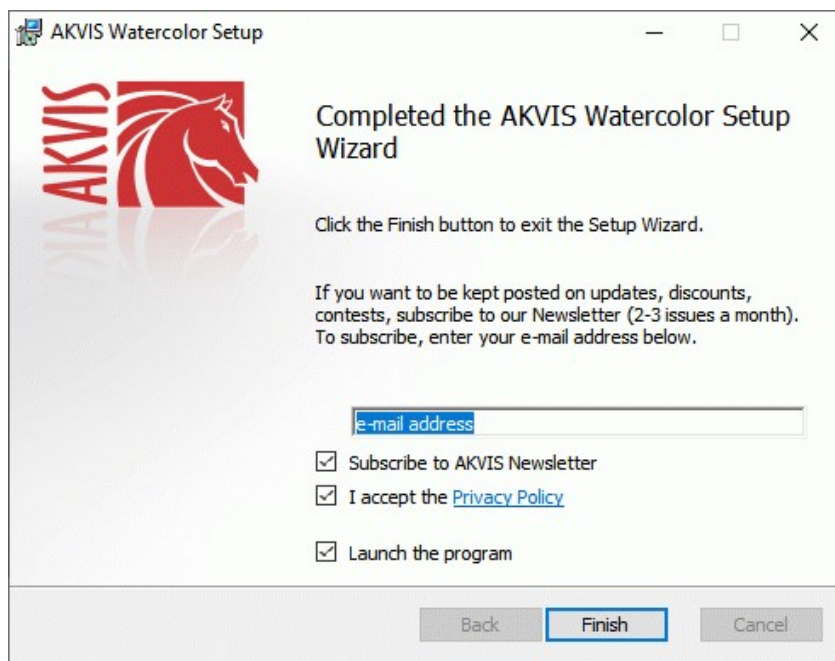 AKVIS Watercolor Setup
AKVIS
Completed the AKVIS Watercolor Setup
Wizard
Click the Finish button to exit the Setup Wizard.
If you want to be kept posted on updates, discounts,
contests, subscribe to our Newsletter (2-3 issues a month).
To subscribe, enter your e-mail address below.
e-mail address
Subscribe to AKVIS Newsletter
I accept the Privacy Policy
Launch the program
Back
Finish
Cancel